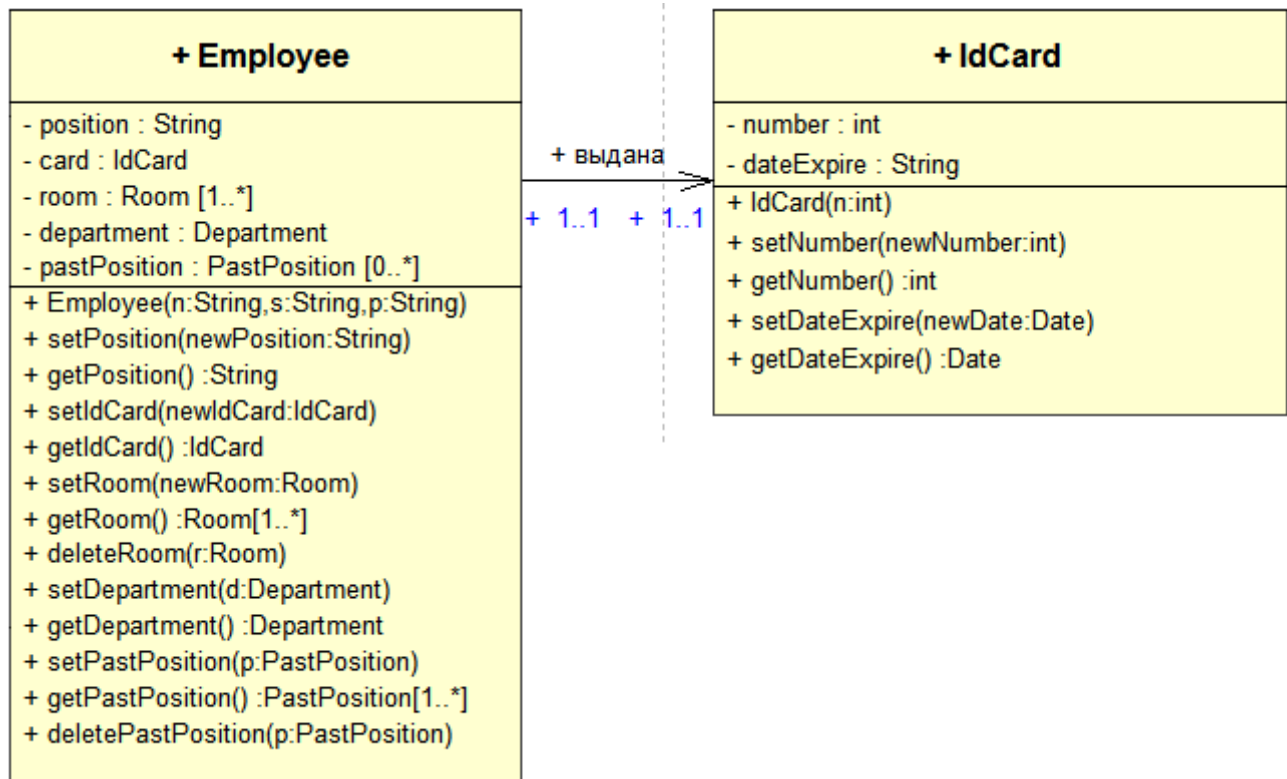 + Employee
- position : String
- card : IdCard
- room : Room [1..*]
- department : Department
- pastPosition : PastPosition [0..*]
+ Employee(n:String,s:String,p:String)
+ setPosition(newPosition:String)
+ getPosition() :String
+ setIdCard(newIdCard:IdCard)
+ getIdCard() :IdCard
+ setRoom(newRoom:Room)
+ getRoom() :Room[1..*]
+ deleteRoom(r:Room)
+ setDepartment(d:Department)
+ getDepartment() :Department
+ setPastPosition(p:PastPosition)
+ getPastPosition() :PastPosition[1..*]
+ deletePastPosition(p:PastPosition)
+ выдана
+ 1..1 + 1..1
+ IdCard
- number : int
- dateExpire : String
+ IdCard(n:int)
+ setNumber(newNumber:int)
+ getNumber() :int
+ setDateExpire(newDate:Date)
+ getDateExpire() :Date